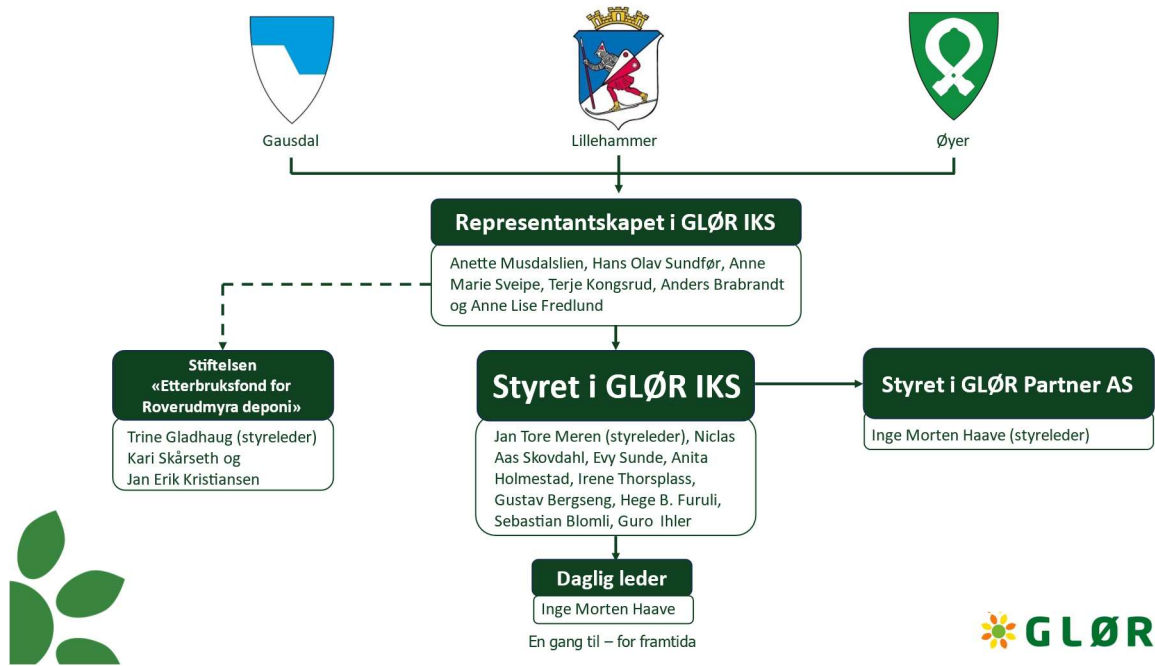 Gausdal
Lillehammer
Øyer
Representantskapet i GLØR IKS
Anette Musdalslien, Hans Olav Sundfør, Anne
Marie Sveipe, Terje Kongsrud, Anders Brabrandt
og Anne Lise Fredlund
Stiftelsen
«Etterbruksfond for
Roverudmyra deponi»
Trine Gladhaug (styreleder)
Kari Skårseth og
Jan Erik Kristiansen
Styret i GLØR IKS
Jan Tore Meren (styreleder), Niclas
Aas Skovdahl, Evy Sunde, Anita
Holmestad, Irene Thorsplass,
Gustav Bergseng, Hege B. Furuli,
Sebastian Blomli, Guro Ihler
Styret i GLØR Partner AS
Inge Morten Haave (styreleder)
Daglig leder
Inge Morten Haave
En gang til – for framtida
GLØR